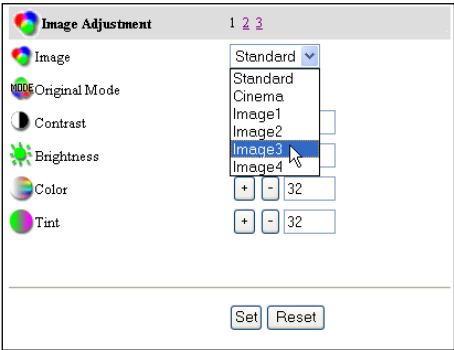 Image Adjustment 1 2 3
Image Standard
Standard
Cinema
MODE Original Mode
Image1
Contrast
Image2
Image3
Brightness
Image4
Color + - 32
Tint + - 32
Set Reset